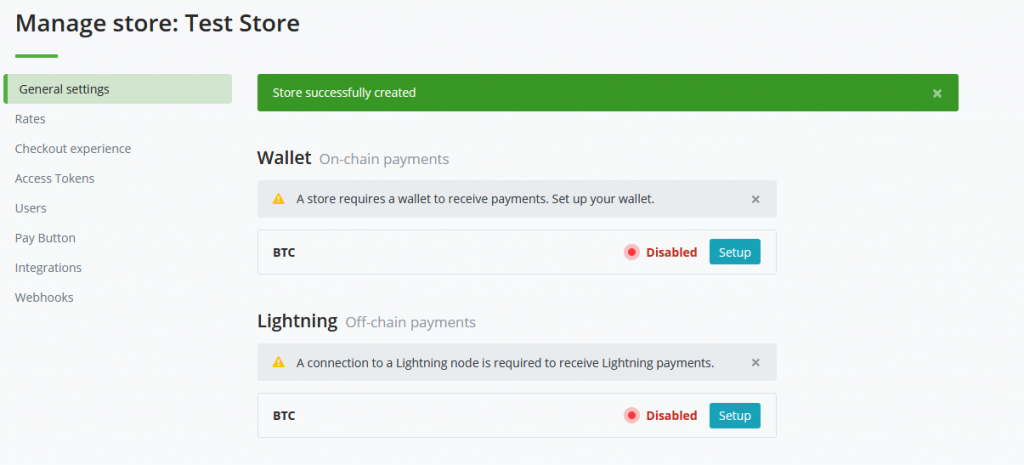 Manage store: Test Store
General settings
Rates
Checkout experience
Access Tokens
Users
Pay Button
Integrations
Webhooks
Store successfully created ×
Wallet On-chain payments
A store requires a wallet to receive payments. Set up your wallet. ×
BTC Disabled Setup
Lightning Off-chain payments
A connection to a Lightning node is required to receive Lightning payments. ×
BTC Disabled Setup